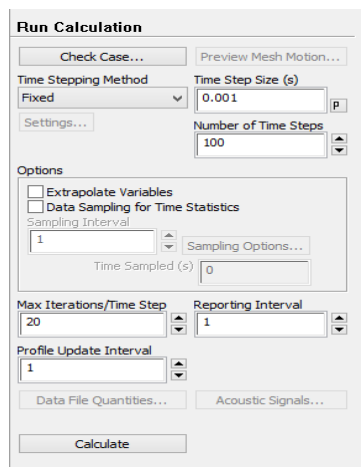 Run Calculation
Check Case... Preview Mesh Motion...
Time Stepping Method Time Step Size (s)
Fixed 0.001 P
Settings... Number of Time Steps
100
Options
Extrapolate Variables
Data Sampling for Time Statistics
Sampling Interval
1 Sampling Options...
Time Sampled (s) 0
Max Iterations/Time Step Reporting Interval
20 1
Profile Update Interval
1
Data File Quantities... Acoustic Signals...
Calculate